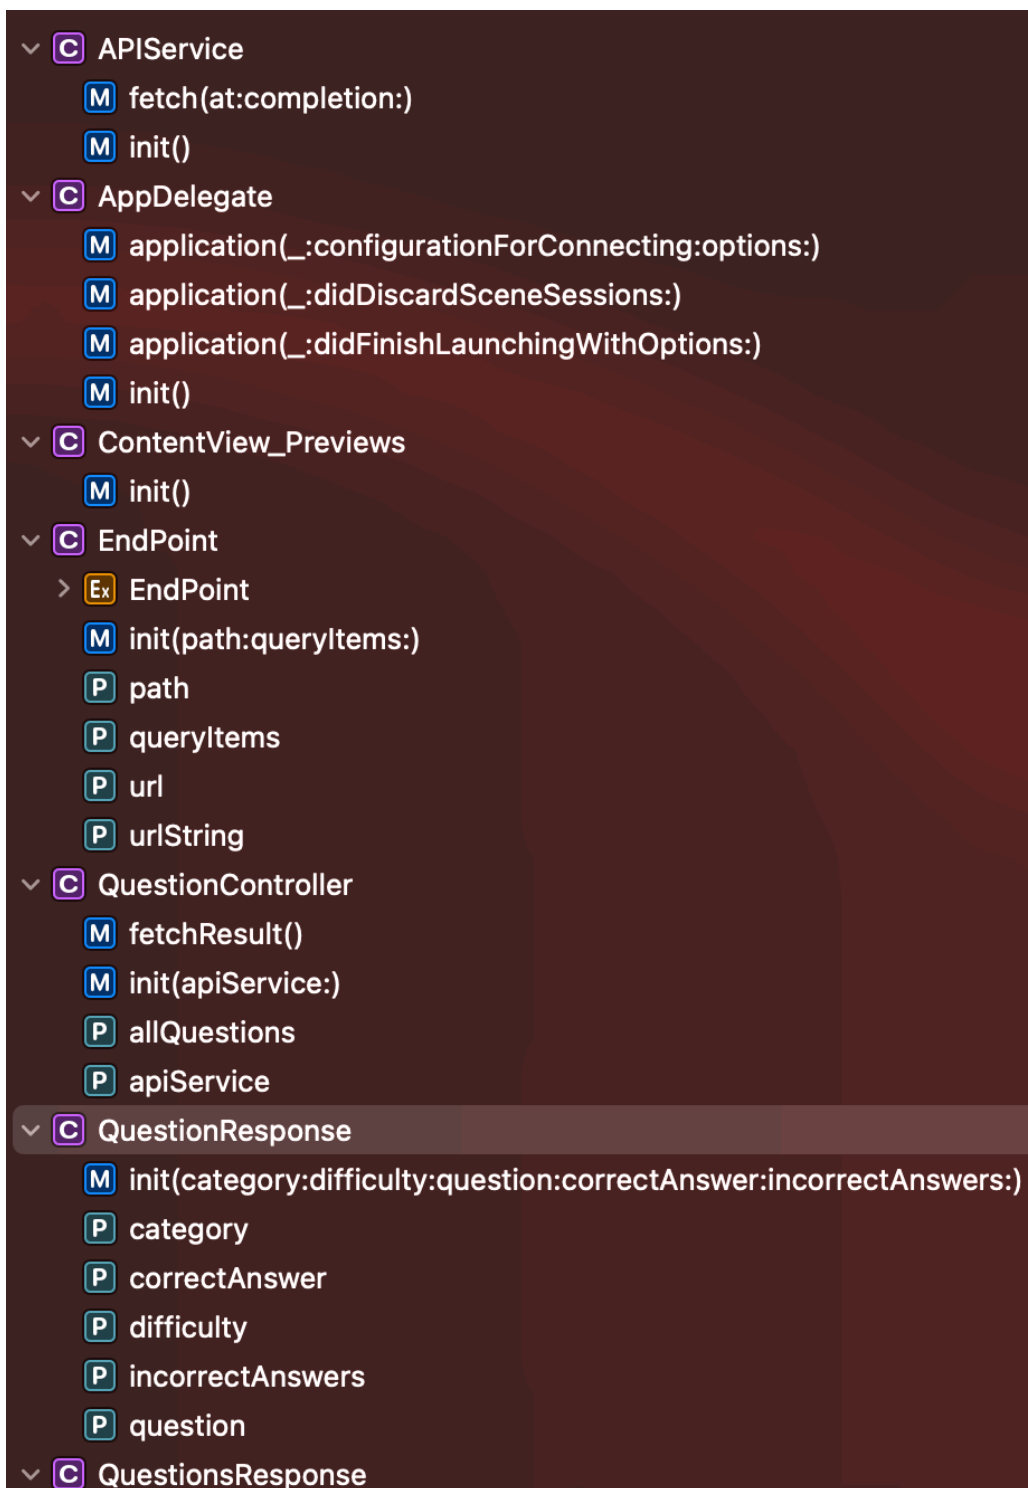 C APIService
M fetch(at:completion:)
M init()
C AppDelegate
M application(_:configurationForConnecting:options:)
M application(_:didDiscardSceneSessions:)
M application(_:didFinishLaunchingWithOptions:)
M init()
C ContentView_Previews
M init()
C EndPoint
Ex EndPoint
M init(path:queryItems:)
P path
P queryItems
P url
P urlString
C QuestionController
M fetchResult()
M init(apiService:)
P allQuestions
P apiService
C QuestionResponse
M init(category:difficulty:question:correctAnswer:incorrectAnswers:)
P category
P correctAnswer
P difficulty
P incorrectAnswers
P question
C QuestionsResponse